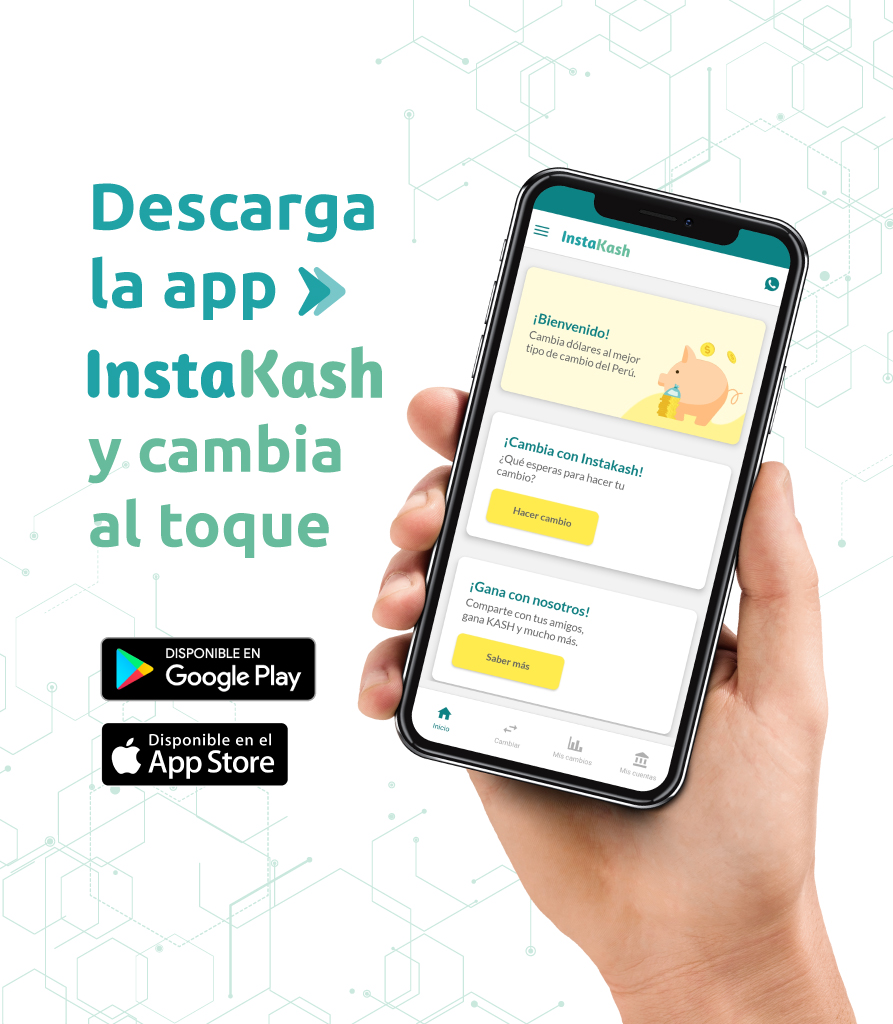 Descarga
la app
InstaKash
y cambia
al toque
DISPONIBLE EN
Google Play
Disponible en el
App Store
InstaKash
¡Bienvenido!
Cambia dólares al mejor
tipo de cambio del Perú.
¡Cambia con Instakash!
¿Qué esperas para hacer tu
cambio?
Hacer cambio
¡Gana con nosotros!
Comparte con tus amigos,
gana KASH y mucho más.
Saber más
Inicio
Cambiar
Mis cambios
Mis cuentas